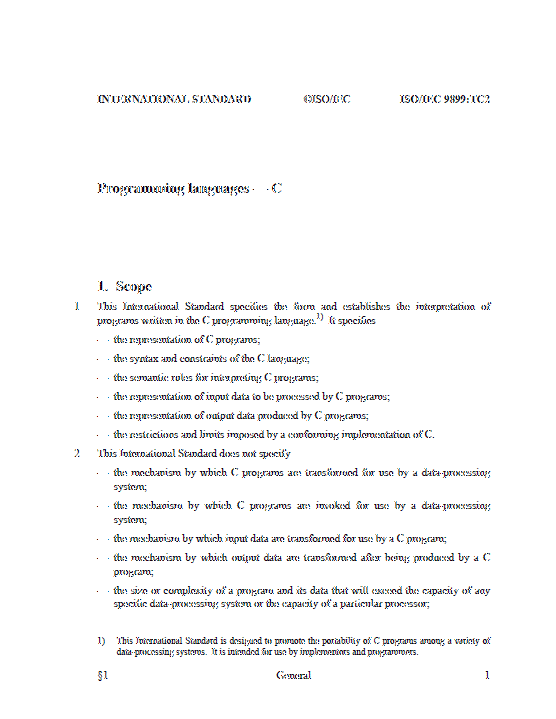 INTERNATIONAL STANDARD ©ISO/IEC ISO/IEC 9899:TC2
Programming languages — C
1. Scope
1 This International Standard specifies the form and establishes the interpretation of
programs written in the C programming language.1) It specifies
— the representation of C programs;
— the syntax and constraints of the C language;
— the semantic rules for interpreting C programs;
— the representation of input data to be processed by C programs;
— the representation of output data produced by C programs;
— the restrictions and limits imposed by a conforming implementation of C.
2 This International Standard does not specify
— the mechanism by which C programs are transformed for use by a data-processing
system;
— the mechanism by which C programs are invoked for use by a data-processing
system;
— the mechanism by which input data are transformed for use by a C program;
— the mechanism by which output data are transformed after being produced by a C
program;
— the size or complexity of a program and its data that will exceed the capacity of any
specific data-processing system or the capacity of a particular processor;
1) This International Standard is designed to promote the portability of C programs among a variety of
data-processing systems. It is intended for use by implementors and programmers.
§1 General 1